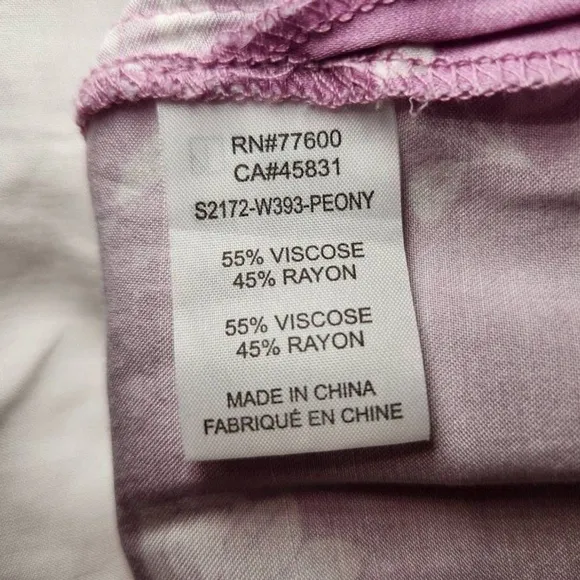 RN#77600
CA#45831
S2172-W393-PEONY
55% VISCOSE
45% RAYON
55% VISCOSE
45% RAYON
MADE IN CHINA
FABRIQUÉ EN CHINE